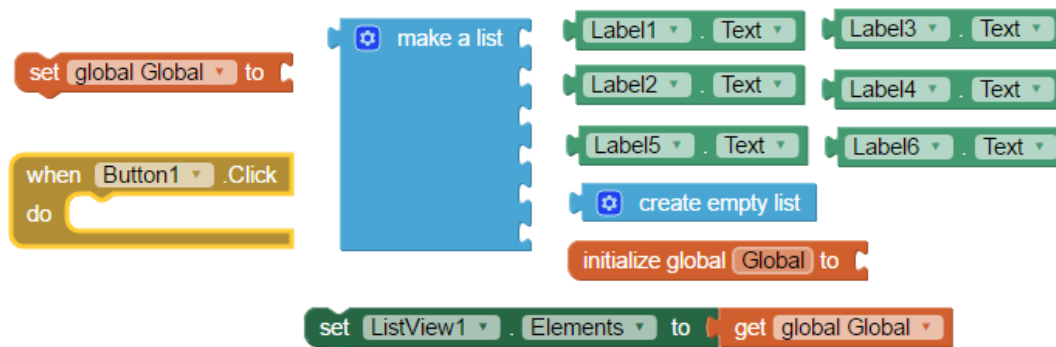 make a list
Label1 . Text
Label3 . Text
set global Global to
Label2 . Text
Label4 . Text
Label5 . Text
Label6 . Text
when Button1 .Click
do
create empty list
initialize global Global to
set ListView1 . Elements to get global Global